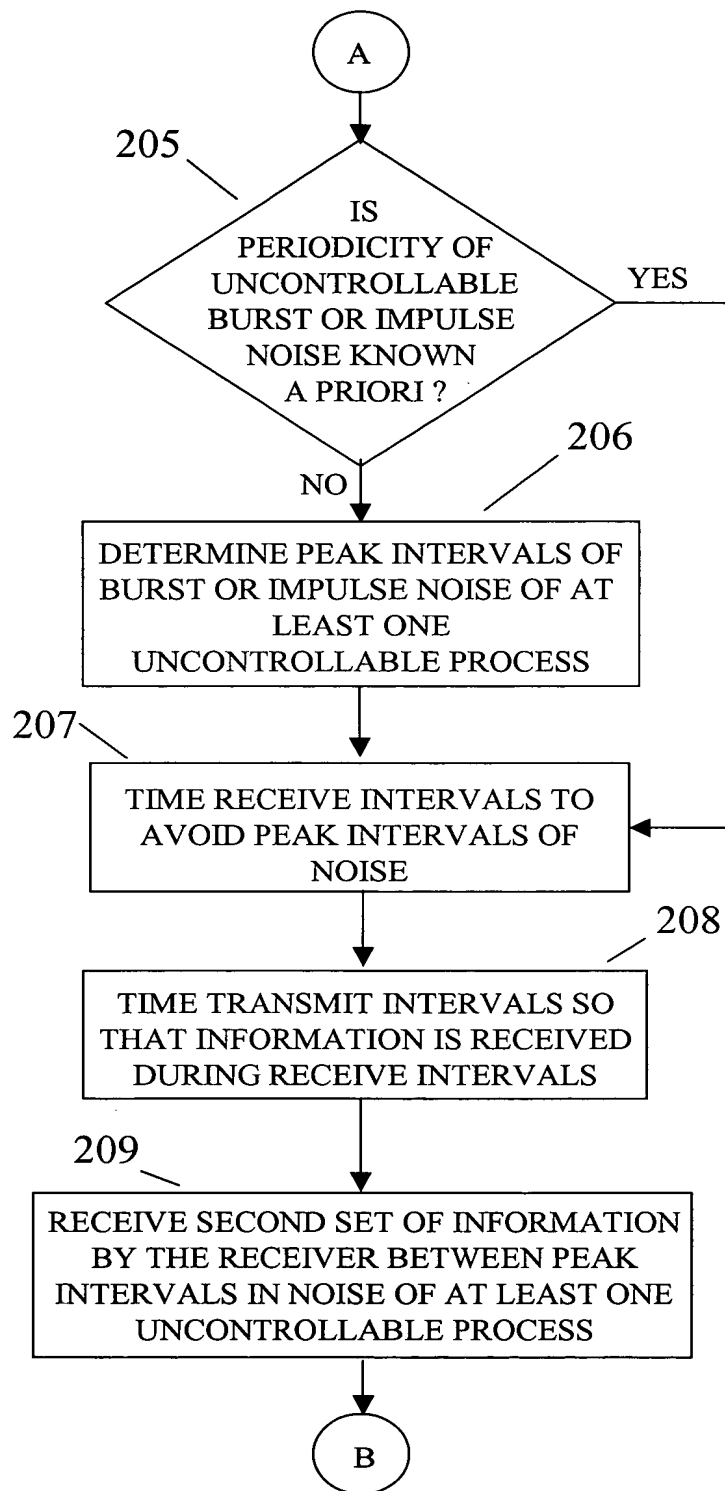 A
205
IS
PERIODICITY OF
UNCONTROLLABLE
BURST OR IMPULSE
NOISE KNOWN
A PRIORI ?
YES
NO
206
DETERMINE PEAK INTERVALS OF
BURST OR IMPULSE NOISE OF AT
LEAST ONE
UNCONTROLLABLE PROCESS
207
TIME RECEIVE INTERVALS TO
AVOID PEAK INTERVALS OF
NOISE
208
TIME TRANSMIT INTERVALS SO
THAT INFORMATION IS RECEIVED
DURING RECEIVE INTERVALS
209
RECEIVE SECOND SET OF INFORMATION
BY THE RECEIVER BETWEEN PEAK
INTERVALS IN NOISE OF AT LEAST ONE
UNCONTROLLABLE PROCESS
B